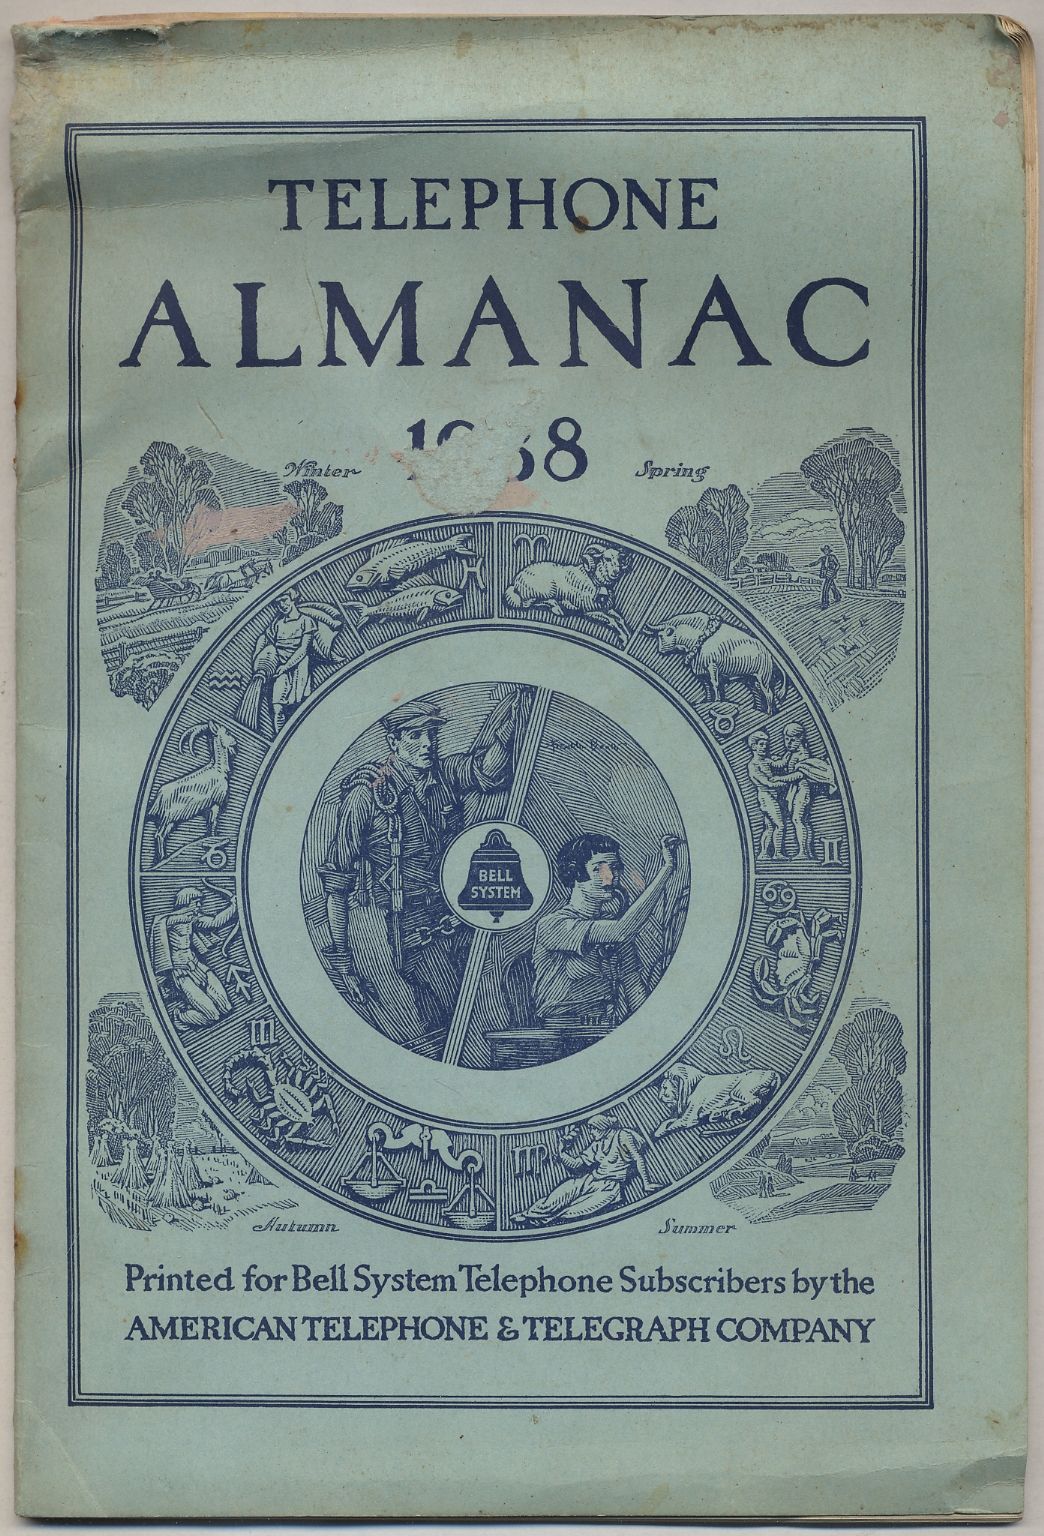 TELEPHONE
ALMANAC
Winter
Spring
BELL
SYSTEM
Autumn
Summer
Printed for Bell System Telephone Subscribers by the
AMERICAN TELEPHONE & TELEGRAPH COMPANY